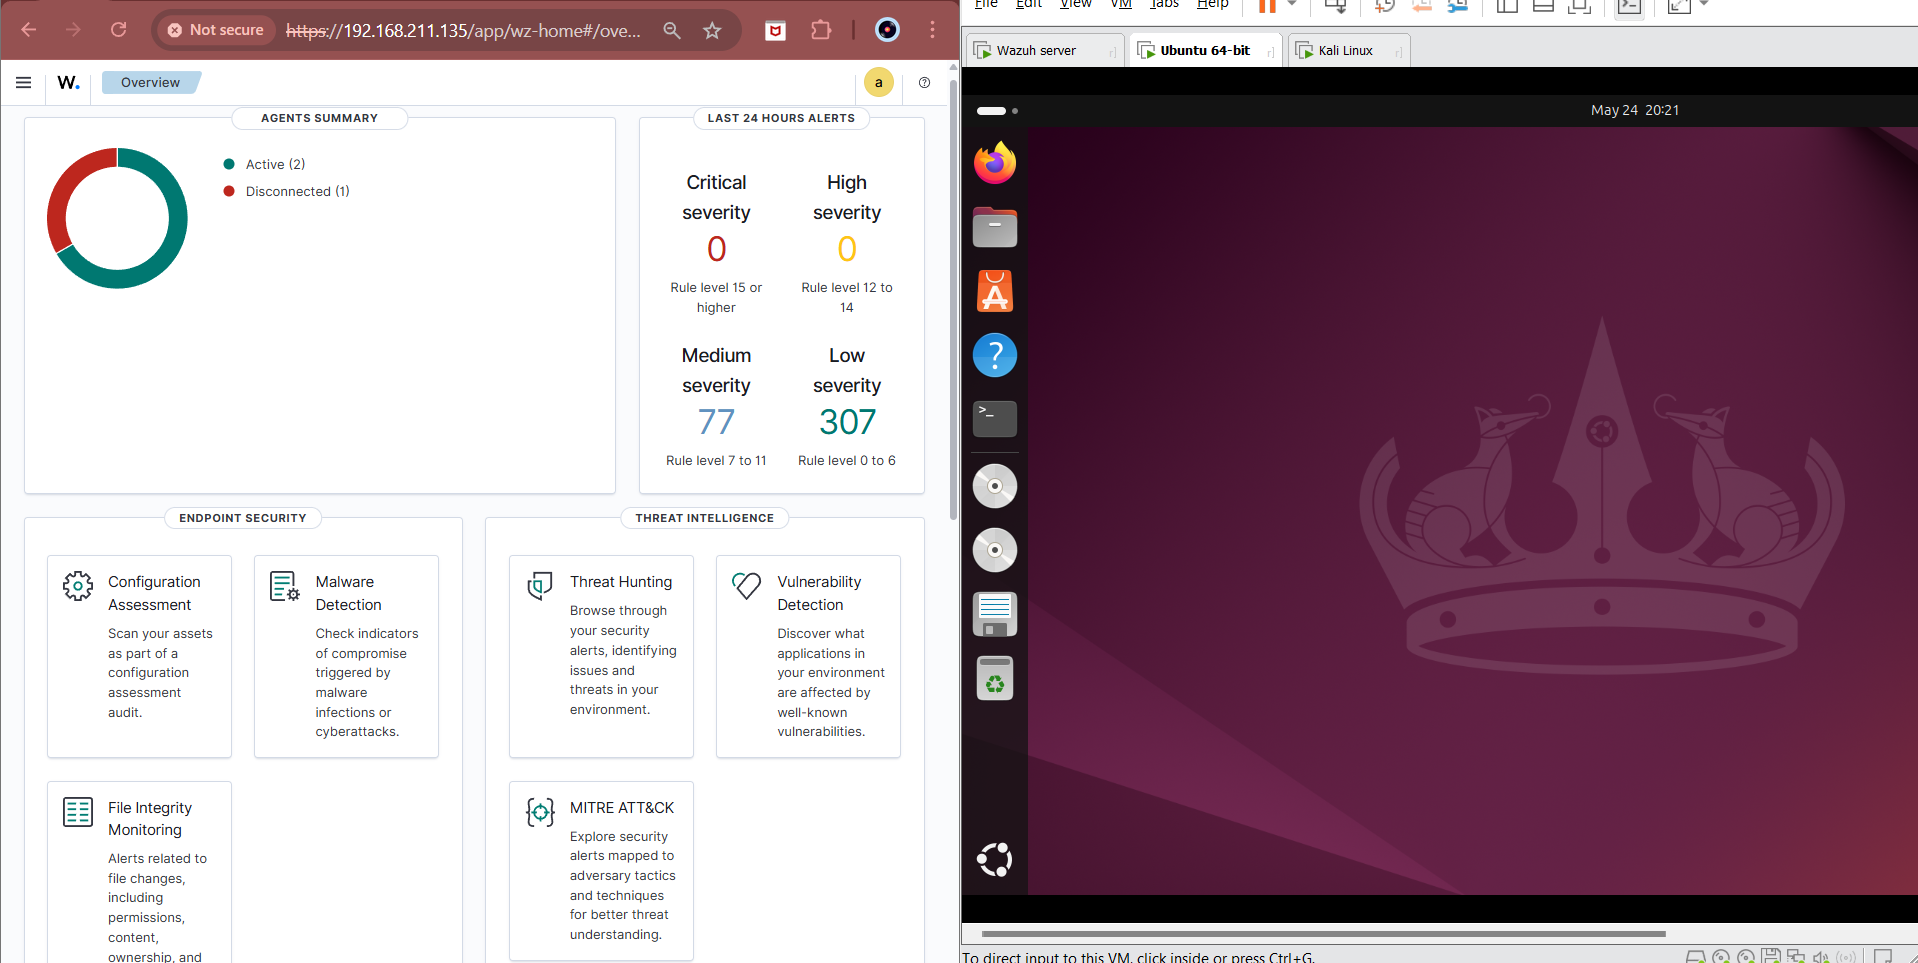 Not secure
https://192.168.211.135/app/wz-home#/ove...
W.
Overview
a
AGENTS SUMMARY
Active (2)
Disconnected (1)
LAST 24 HOURS ALERTS
Critical
severity
0
Rule level 15 or
higher
High
severity
0
Rule level 12 to
14
Medium
severity
77
Rule level 7 to 11
Low
severity
307
Rule level 0 to 6
ENDPOINT SECURITY
Configuration
Assessment
Scan your assets
as part of a
configuration
assessment
audit.
Malware
Detection
Check indicators
of compromise
triggered by
malware
infections or
cyberattacks.
File Integrity
Monitoring
Alerts related to
file changes,
including
permissions,
content,
ownership, and
THREAT INTELLIGENCE
Threat Hunting
Browse through
your security
alerts, identifying
issues and
threats in your
environment.
Vulnerability
Detection
Discover what
applications in
your environment
are affected by
well-known
vulnerabilities.
MITRE ATT&CK
Explore security
alerts mapped to
adversary tactics
and techniques
for better threat
understanding.
File Edit View VM Tabs Help
Wazuh server
Ubuntu 64-bit
Kali Linux
May 24 20:21
To direct input to this VM, click inside or press Ctrl+G.